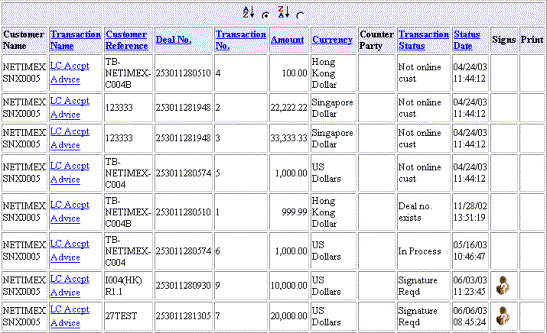 Customer Name Transaction Name Customer Reference Deal No. Transaction No. Amount Currency Counter Party Transaction Status Status Date Signs Print
NETIMEX SNX0005 LC Accpt Advice TB-NETIMEX-C004B 253011280510 4 100.00 Hong Kong Dollar Not online cust 04/24/03 11:44:12
NETIMEX SNX0005 LC Accpt Advice 123333 253011281948 2 22,222.22 Singapore Dollar Not online cust 04/24/03 11:44:12
NETIMEX SNX0005 LC Accpt Advice 123333 253011281948 3 33,333.33 Singapore Dollar Not online cust 04/24/03 11:44:12
NETIMEX SNX0005 LC Accpt Advice TB-NETIMEX-C004 253011280574 5 1,000.00 US Dollars Not online cust 04/24/03 11:44:12
NETIMEX SNX0005 LC Accpt Advice TB-NETIMEX-C004B 253011280510 1 999.99 Hong Kong Dollar Deal no. exists 11/28/02 13:51:19
NETIMEX SNX0005 LC Accpt Advice TB-NETIMEX-C004 253011280574 6 1,000.00 US Dollars In Process 05/16/03 10:46:47
NETIMEX SNX0005 LC Accpt Advice I004(HK) R1.1 253011280930 9 10,000.00 US Dollars Signature Reqd 06/03/03 11:23:45
NETIMEX SNX0005 LC Accpt Advice 27TEST 253011281305 7 20,000.00 US Dollars Signature Reqd 06/06/03 08:45:24